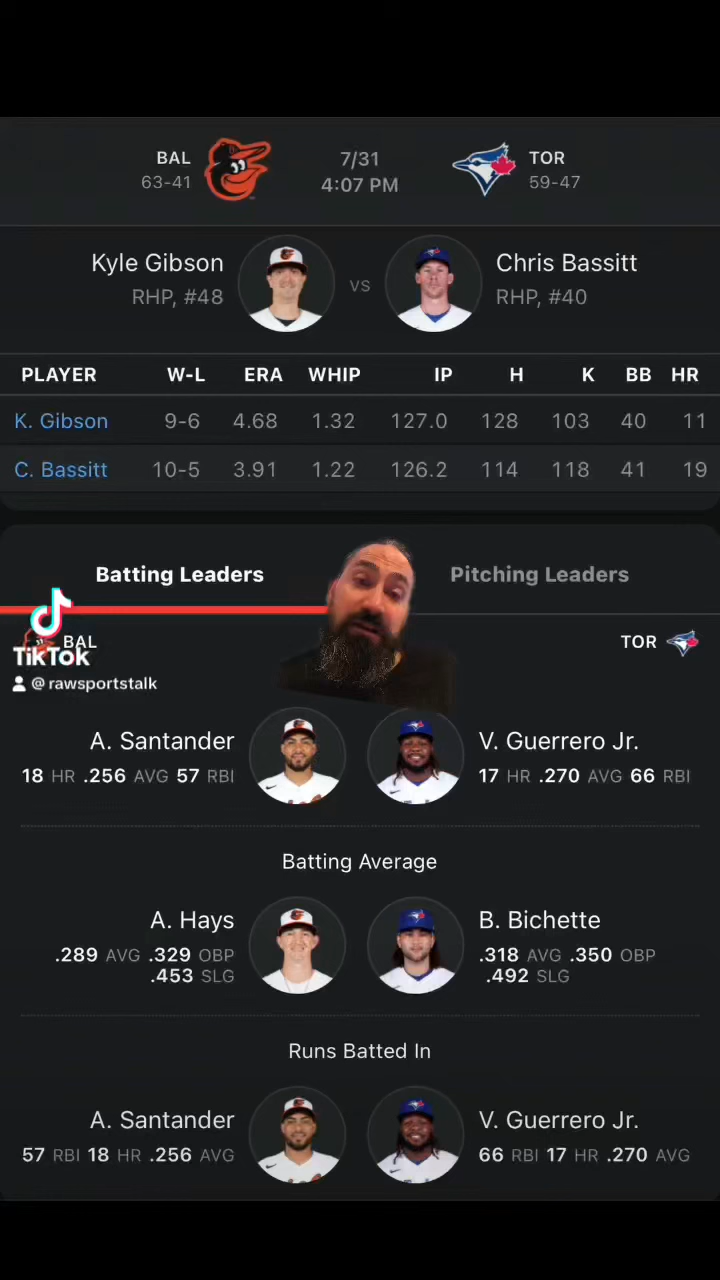 BAL 7/31 TOR
63-41 4:07 PM 59-47
Kyle Gibson Chris Bassitt
RHP, #48 VS RHP, #40
PLAYER W-L ERA WHIP IP H K BB HR
K. Gibson 9-6 4.68 1.32 127.0 128 103 40 11
C. Bassitt 10-5 3.91 1.22 126.2 114 118 41 19
Batting Leaders Pitching Leaders
BAL TOR
TikTok
@rawsportstalk
A. Santander V. Guerrero Jr.
18 HR .256 AVG 57 RBI 17 HR .270 AVG 66 RBI
Batting Average
A. Hays B. Bichette
.289 AVG .329 OBP .318 AVG .350 OBP
.453 SLG .492 SLG
Runs Batted In
A. Santander V. Guerrero Jr.
57 RBI 18 HR .256 AVG 66 RBI 17 HR .270 AVG